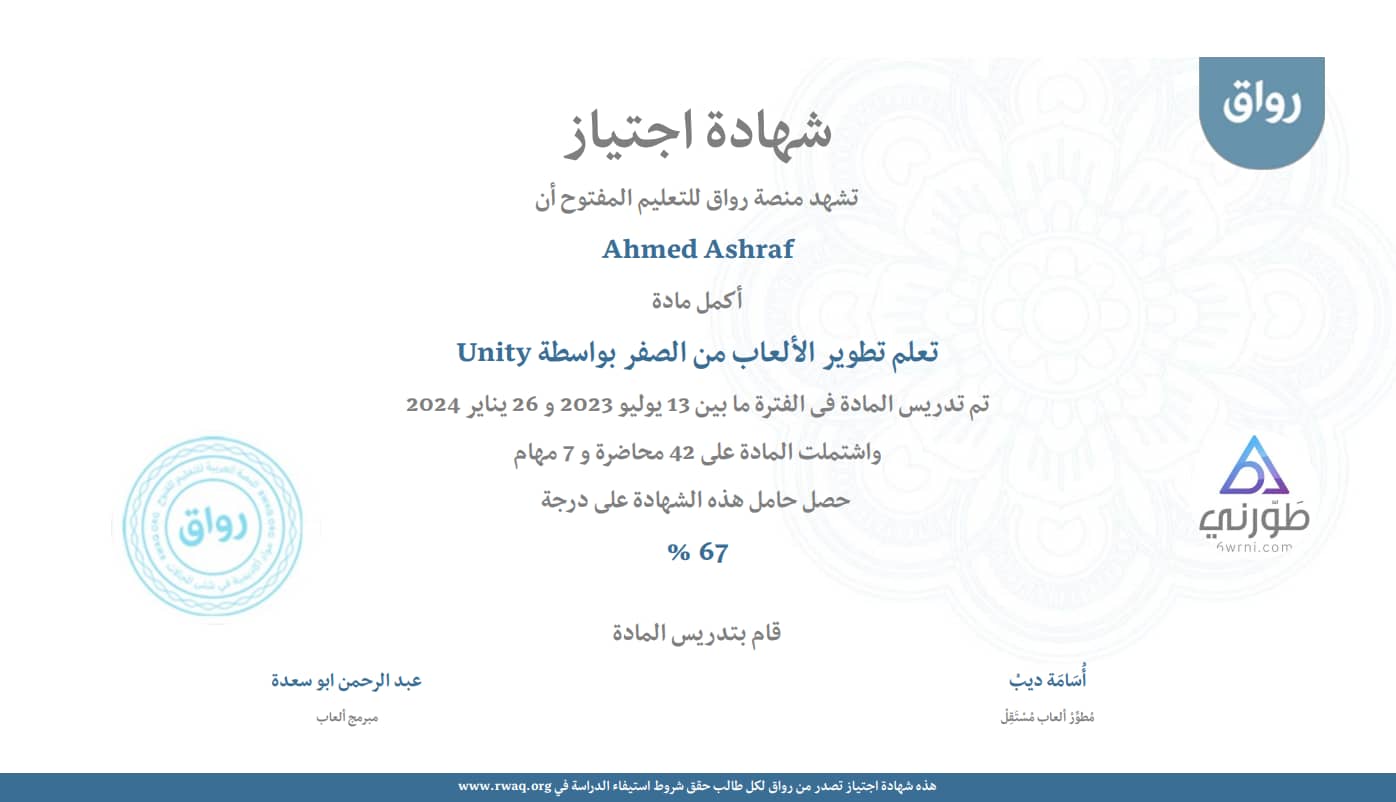 رواق
شهادة اجتياز
تشهد منصة رواق للتعليم المفتوح أن
Ahmed Ashraf
أكمل مادة
تعلم تطوير الألعاب من الصفر بواسطة Unity
تم تدريس المادة فى الفترة ما بين 13 يوليو 2023 و 26 يناير 2024
واشتملت المادة على 42 محاضرة و 7 مهام
حصل حامل هذه الشهادة على درجة
67 %
طَوّرني
6wrni.com
رواق
قام بتدريس المادة
أُسَامَة ديبْ
عبد الرحمن ابو سعدة
مُطوِّرْ ألعاب مُسْتَقِلْ
مبرمج ألعاب
هذه شهادة اجتياز تصدر من رواق لكل طالب حقق شروط استيفاء الدراسة في www.rwaq.org